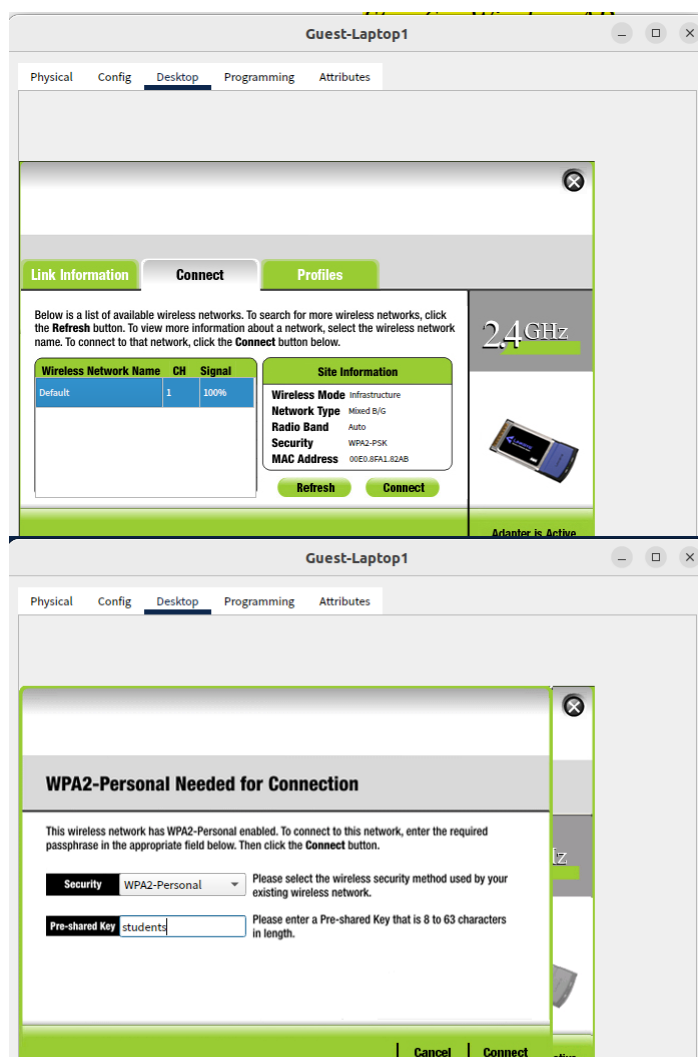 Guest-Laptop1
Physical Config Desktop Programming Attributes
Link Information Connect Profiles
Below is a list of available wireless networks. To search for more wireless networks, click
the Refresh button. To view more information about a network, select the wireless network
name. To connect to that network, click the Connect button below.
2.4GHz
Wireless Network Name CH Signal
Default 1 100%
Site Information
Wireless Mode Infrastructure
Network Type Mixed B/G
Radio Band Auto
Security WPA2-PSK
MAC Address 00E0.8FA1.82AB
Refresh Connect
Adapter is Active
Guest-Laptop1
Physical Config Desktop Programming Attributes
WPA2-Personal Needed for Connection
This wireless network has WPA2-Personal enabled. To connect to this network, enter the required
passphrase in the appropriate field below. Then click the Connect button.
Security WPA2-Personal Please select the wireless security method used by your
existing wireless network.
Pre-shared Key students Please enter a Pre-shared Key that is 8 to 63 characters
in length.
Cancel Connect